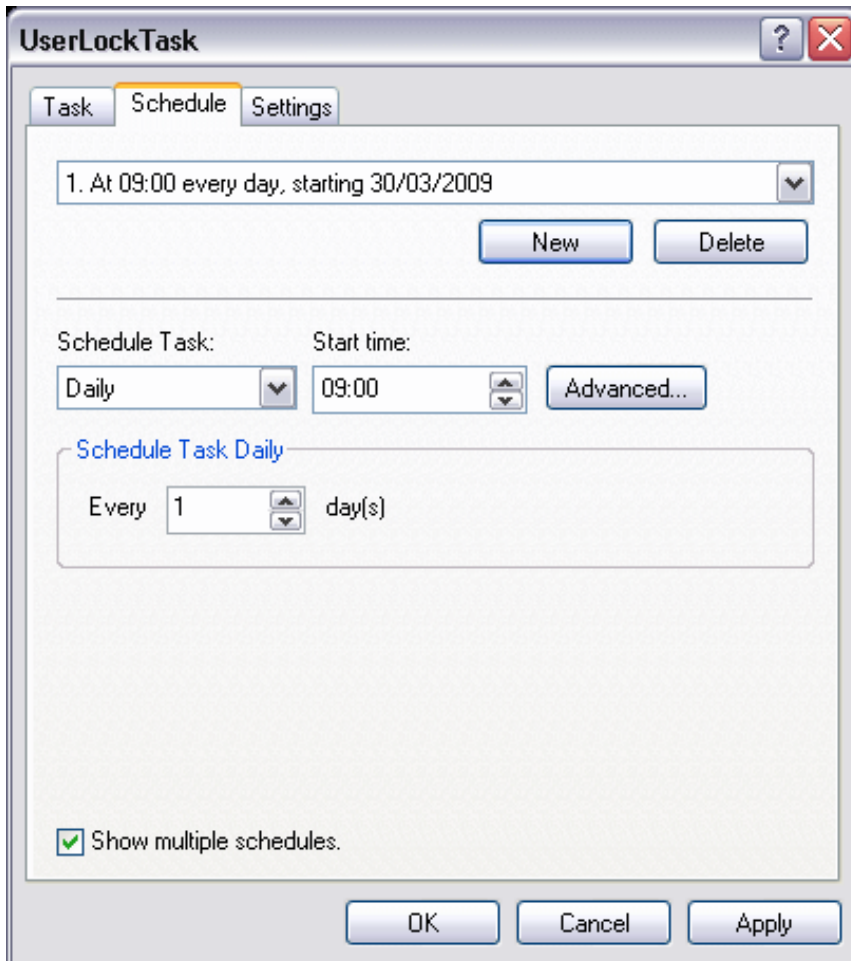 UserLockTask
Task Schedule Settings
1. At 09:00 every day, starting 30/03/2009
New Delete
Schedule Task: Start time:
Daily 09:00 Advanced...
Schedule Task Daily
Every 1 day(s)
Show multiple schedules.
OK Cancel Apply